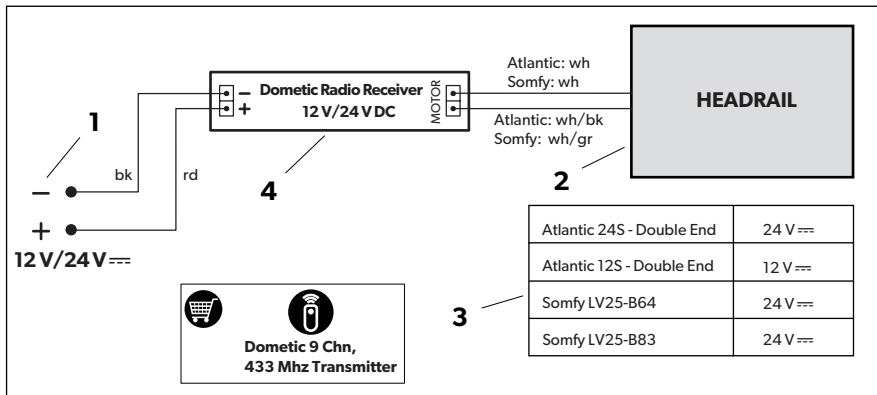 Atlantic: wh
Somfy: wh
HEADRAIL
Dometic Radio Receiver
12 V/24 V DC
– +
MOTOR
Atlantic: wh/bk
Somfy: wh/gr
1
bk
rd
4
2
–
+
12 V/24 V ⎓
Atlantic 24S - Double End 24 V ⎓
Atlantic 12S - Double End 12 V ⎓
Somfy LV25-B64 24 V ⎓
Somfy LV25-B83 24 V ⎓
3
Dometic 9 Chn,
433 Mhz Transmitter